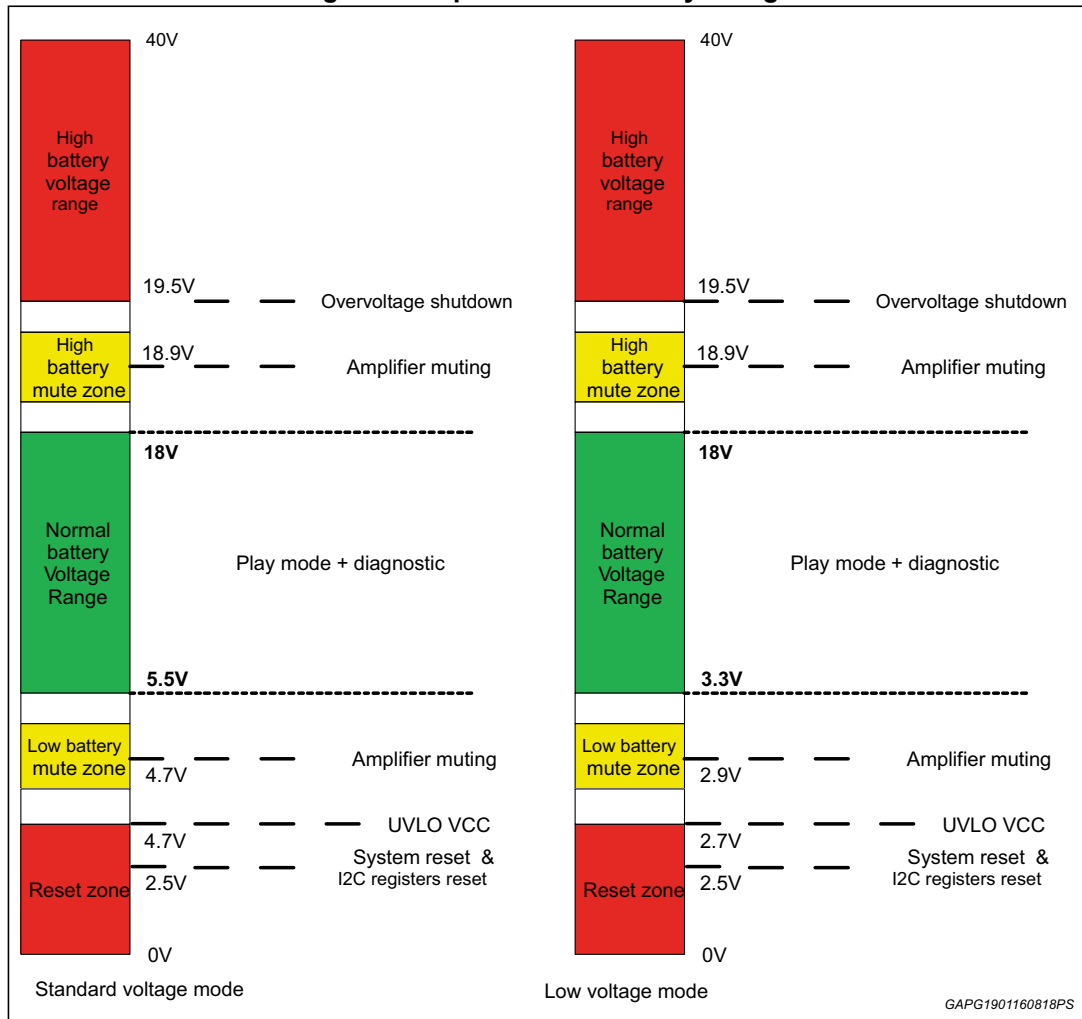 40V
High
battery
voltage
range
19.5V
Overvoltage shutdown
High
battery
mute zone
18.9V
Amplifier muting
18V
Normal
battery
Voltage
Range
Play mode + diagnostic
5.5V
Low battery
mute zone
4.7V
Amplifier muting
4.7V
UVLO VCC
System reset &
I2C registers reset
2.5V
Reset zone
0V
Standard voltage mode
40V
High
battery
voltage
range
19.5V
Overvoltage shutdown
High
battery
mute zone
18.9V
Amplifier muting
18V
Normal
battery
Voltage
Range
Play mode + diagnostic
3.3V
Low battery
mute zone
2.9V
Amplifier muting
2.7V
UVLO VCC
System reset &
I2C registers reset
2.5V
Reset zone
0V
Low voltage mode
GAPG1901160818PS